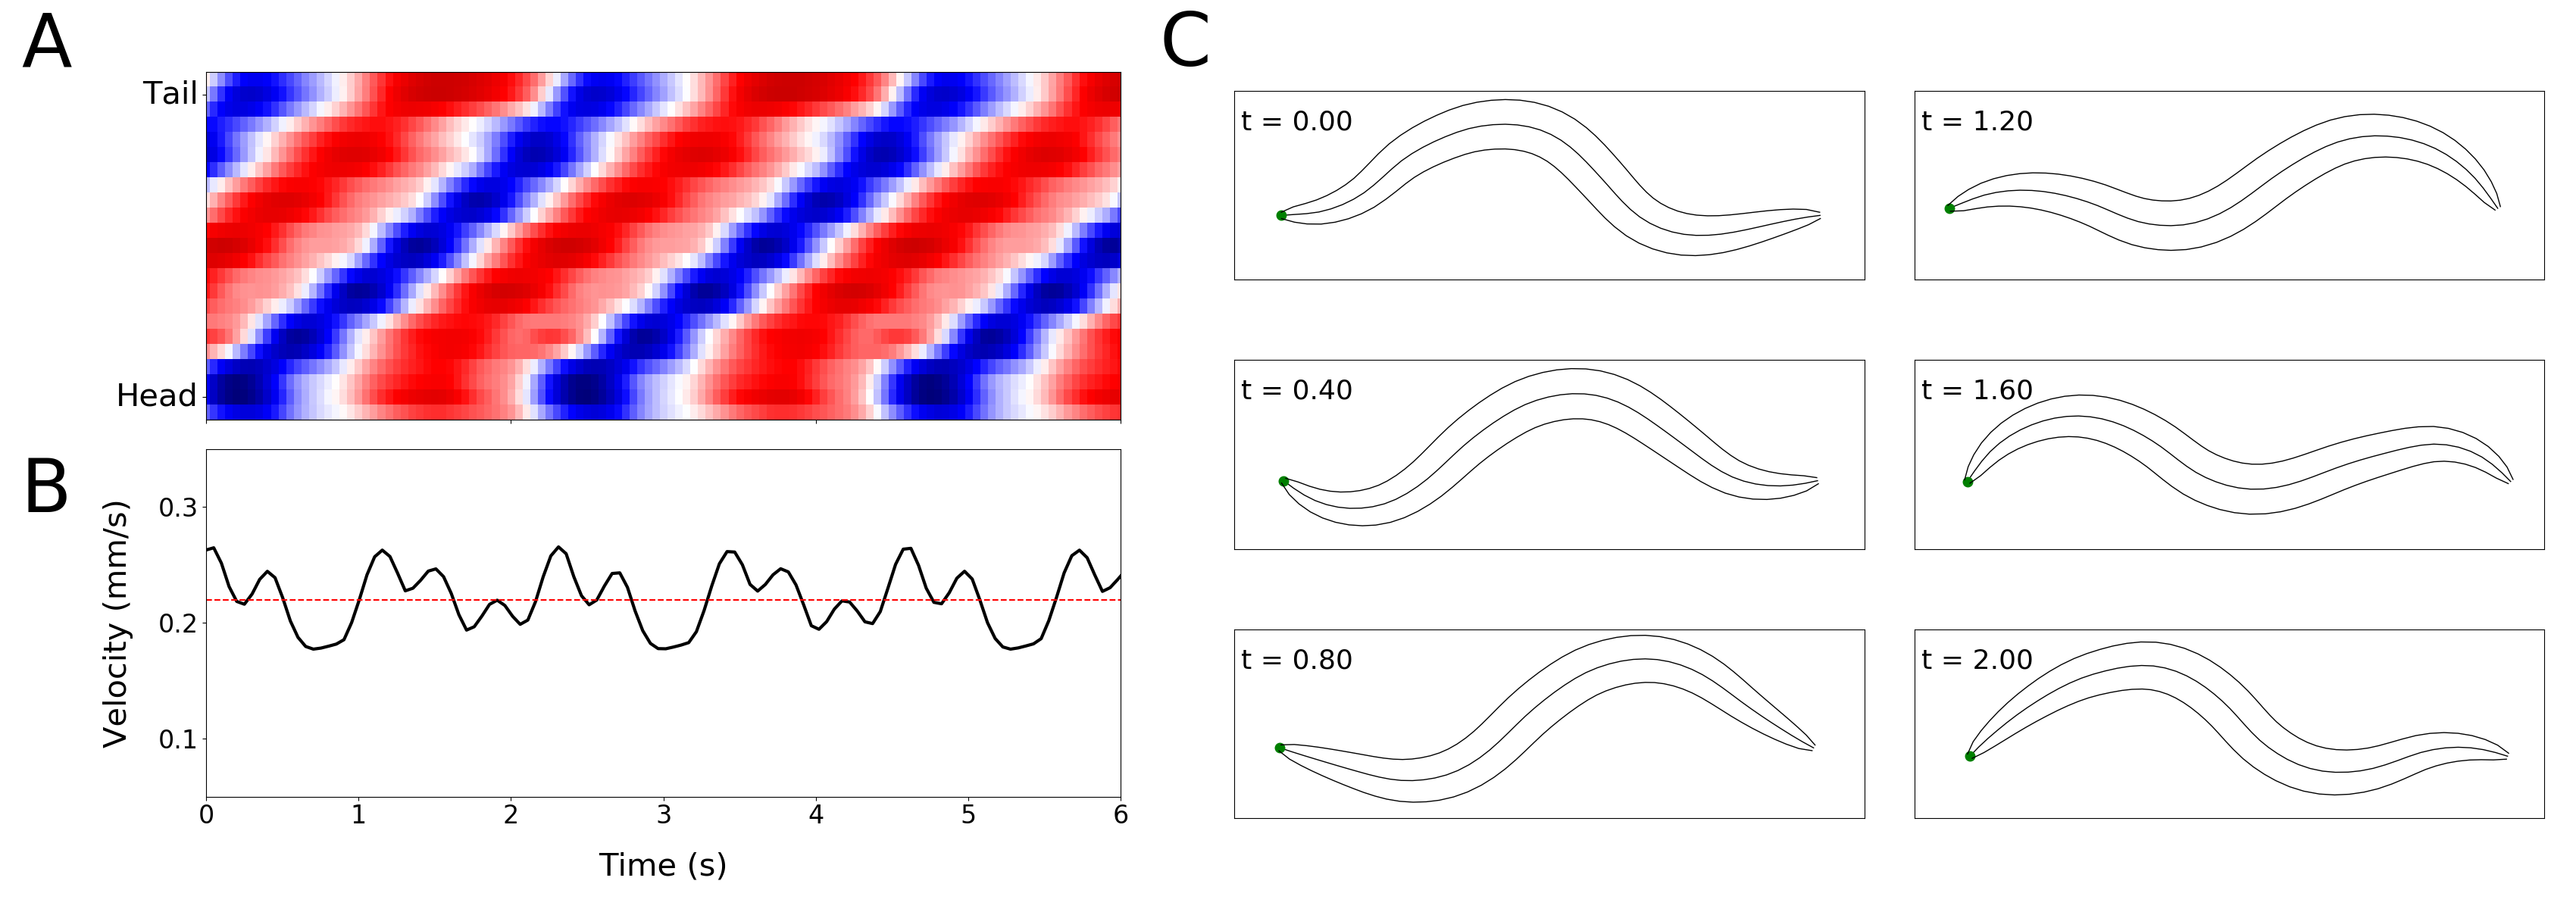 A
Tail
Head
B
Velocity (mm/s)
0.3
0.2
0.1
0 1 2 3 4 5 6
Time (s)
C
t = 0.00
t = 1.20
t = 0.40
t = 1.60
t = 0.80
t = 2.00